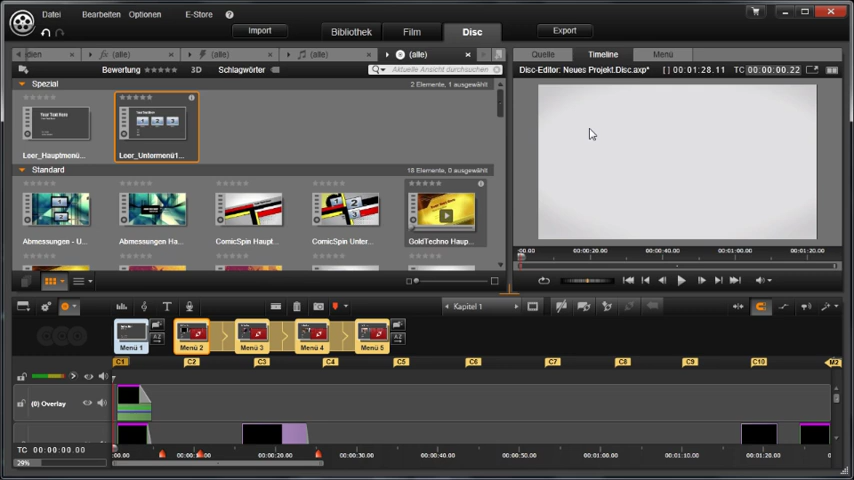 Datei Bearbeiten Optionen E-Store
Import Bibliothek Film Disc Export
dien (alle) (alle) (alle) (alle)
Quelle Timeline Menü
Bewertung 3D Schlagwörter Aktuelle Ansicht durchsuchen
Disc-Editor: Neues Projekt.Disc.axp* [ ] 00:01:28.11 TC 00:00:00.22
Spezial 2 Elemente, 1 ausgewählt
Leer_Hauptmenü... Leer_Untermenü1...
Standard 18 Elemente, 0 ausgewählt
Abmessungen - U... Abmessungen Ha... ComicSpin Haupt... ComicSpin Unter... GoldTechno Haup...
:00.00 00:00:20.00 00:00:40.00 00:01:00.00 00:01:20.00
Kapitel 1
Menü 1 Menü 2 Menü 3 Menü 4 Menü 5
C1 C2 C3 C4 C5 C6 C7 C8 C9 C10 M2
(0) Overlay
TC 00:00:00.00
29%
:00.00 00:00:10.00 00:00:20.00 00:00:30.00 00:00:40.00 00:00:50.00 00:01:00.00 00:01:10.00 00:01:20.00